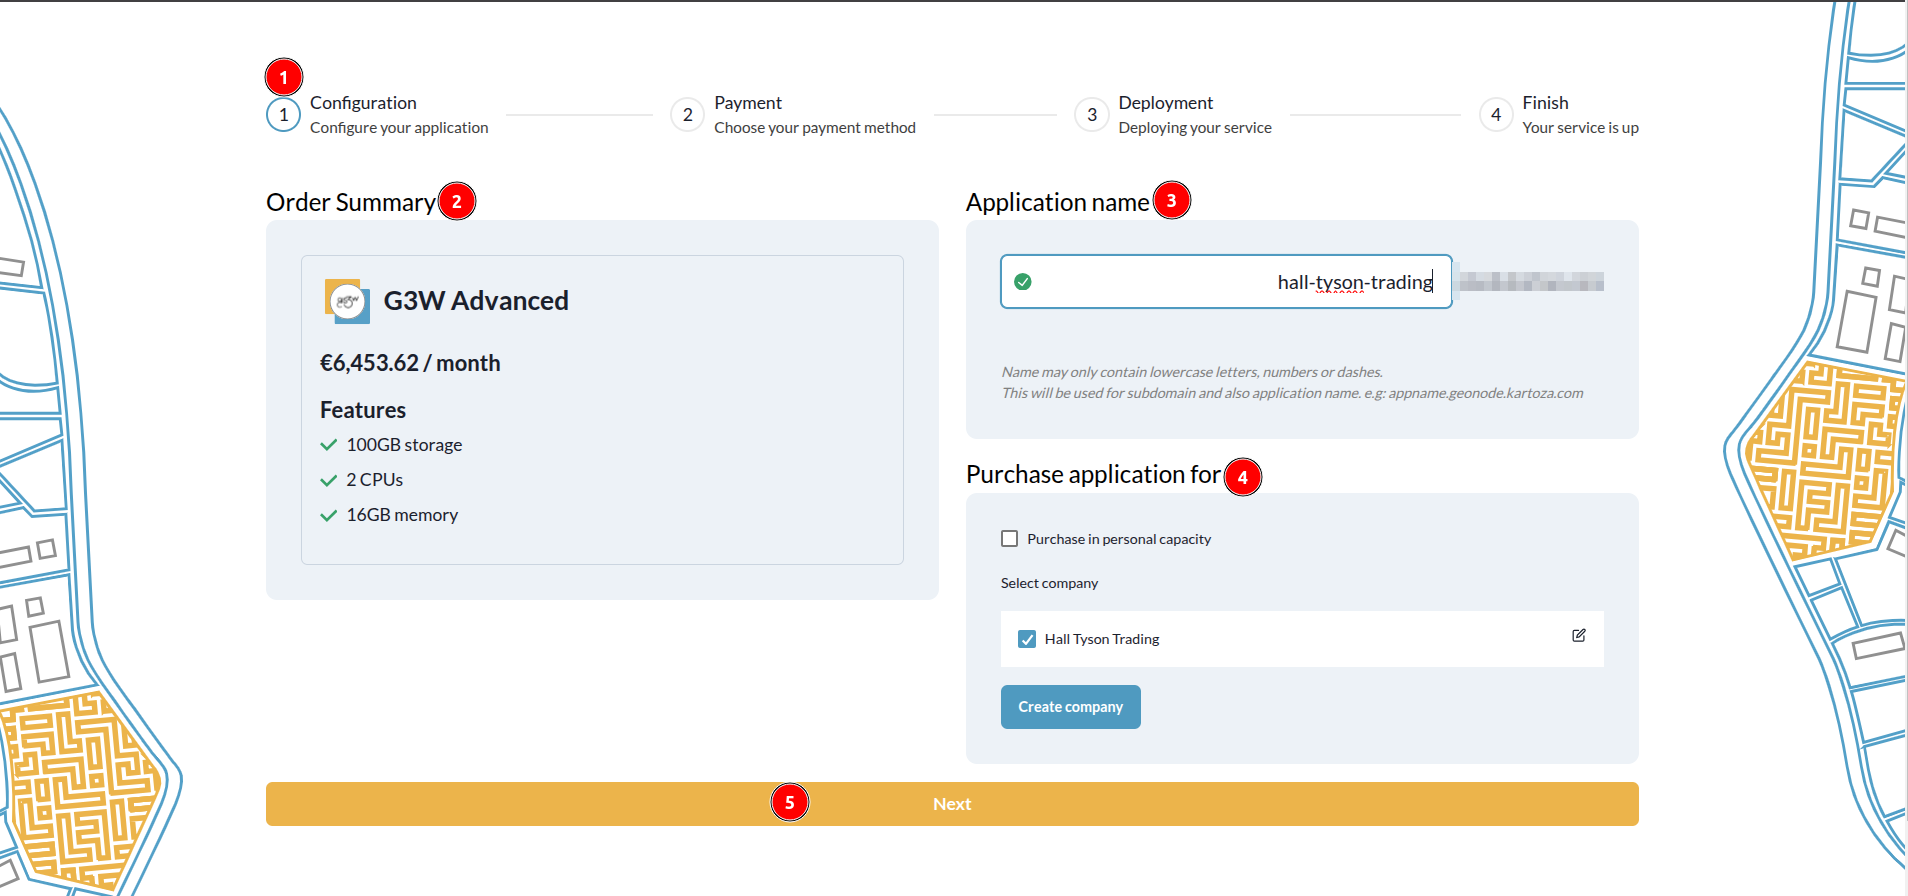 1
1
Configuration
Configure your application
2
Payment
Choose your payment method
3
Deployment
Deploying your service
4
Finish
Your service is up
Order Summary 2
G3W Advanced
€6,453.62 / month
Features
100GB storage
2 CPUs
16GB memory
Application name 3
hall-tyson-trading
Name may only contain lowercase letters, numbers or dashes.
This will be used for subdomain and also application name. e.g: appname.geonode.kartoza.com
Purchase application for 4
Purchase in personal capacity
Select company
Hall Tyson Trading
Create company
5 Next